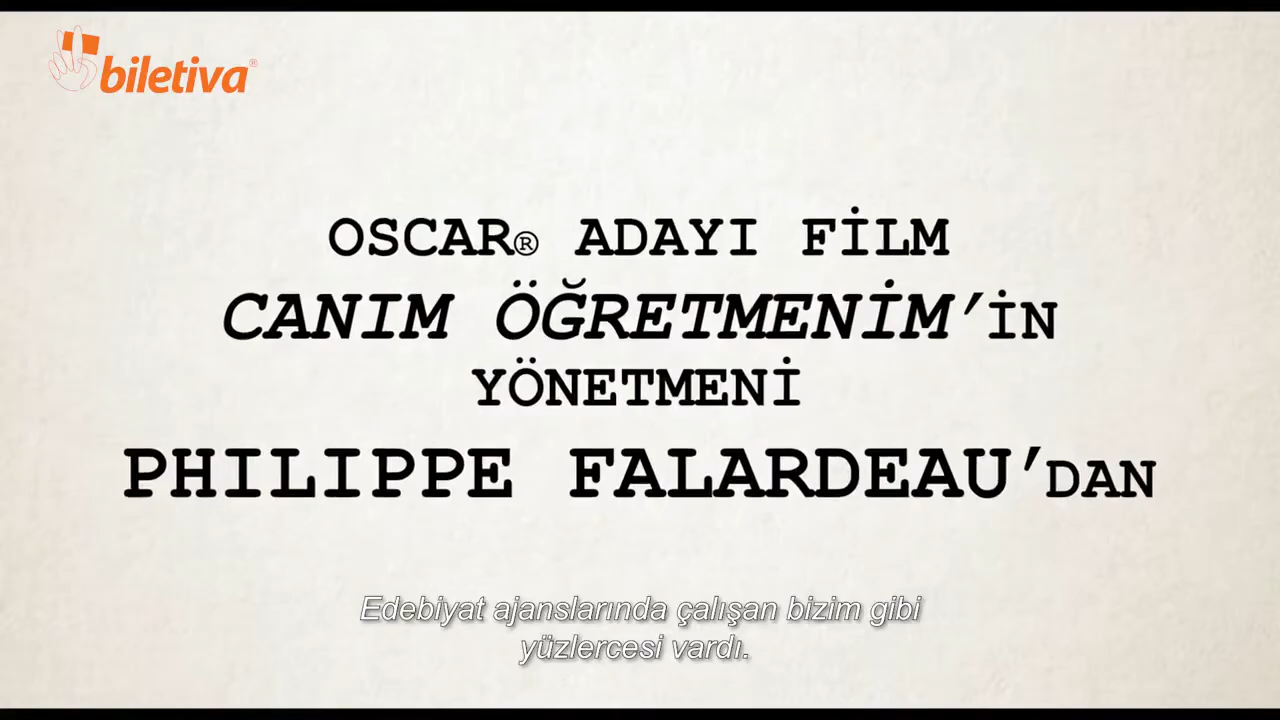 biletiva®
OSCAR® ADAYI FİLM
CANIM ÖĞRETMENİM'İN
YÖNETMENİ
PHILIPPE FALARDEAU'DAN
Edebiyat ajanslarında çalışan bizim gibi
yüzlercesi vardı.